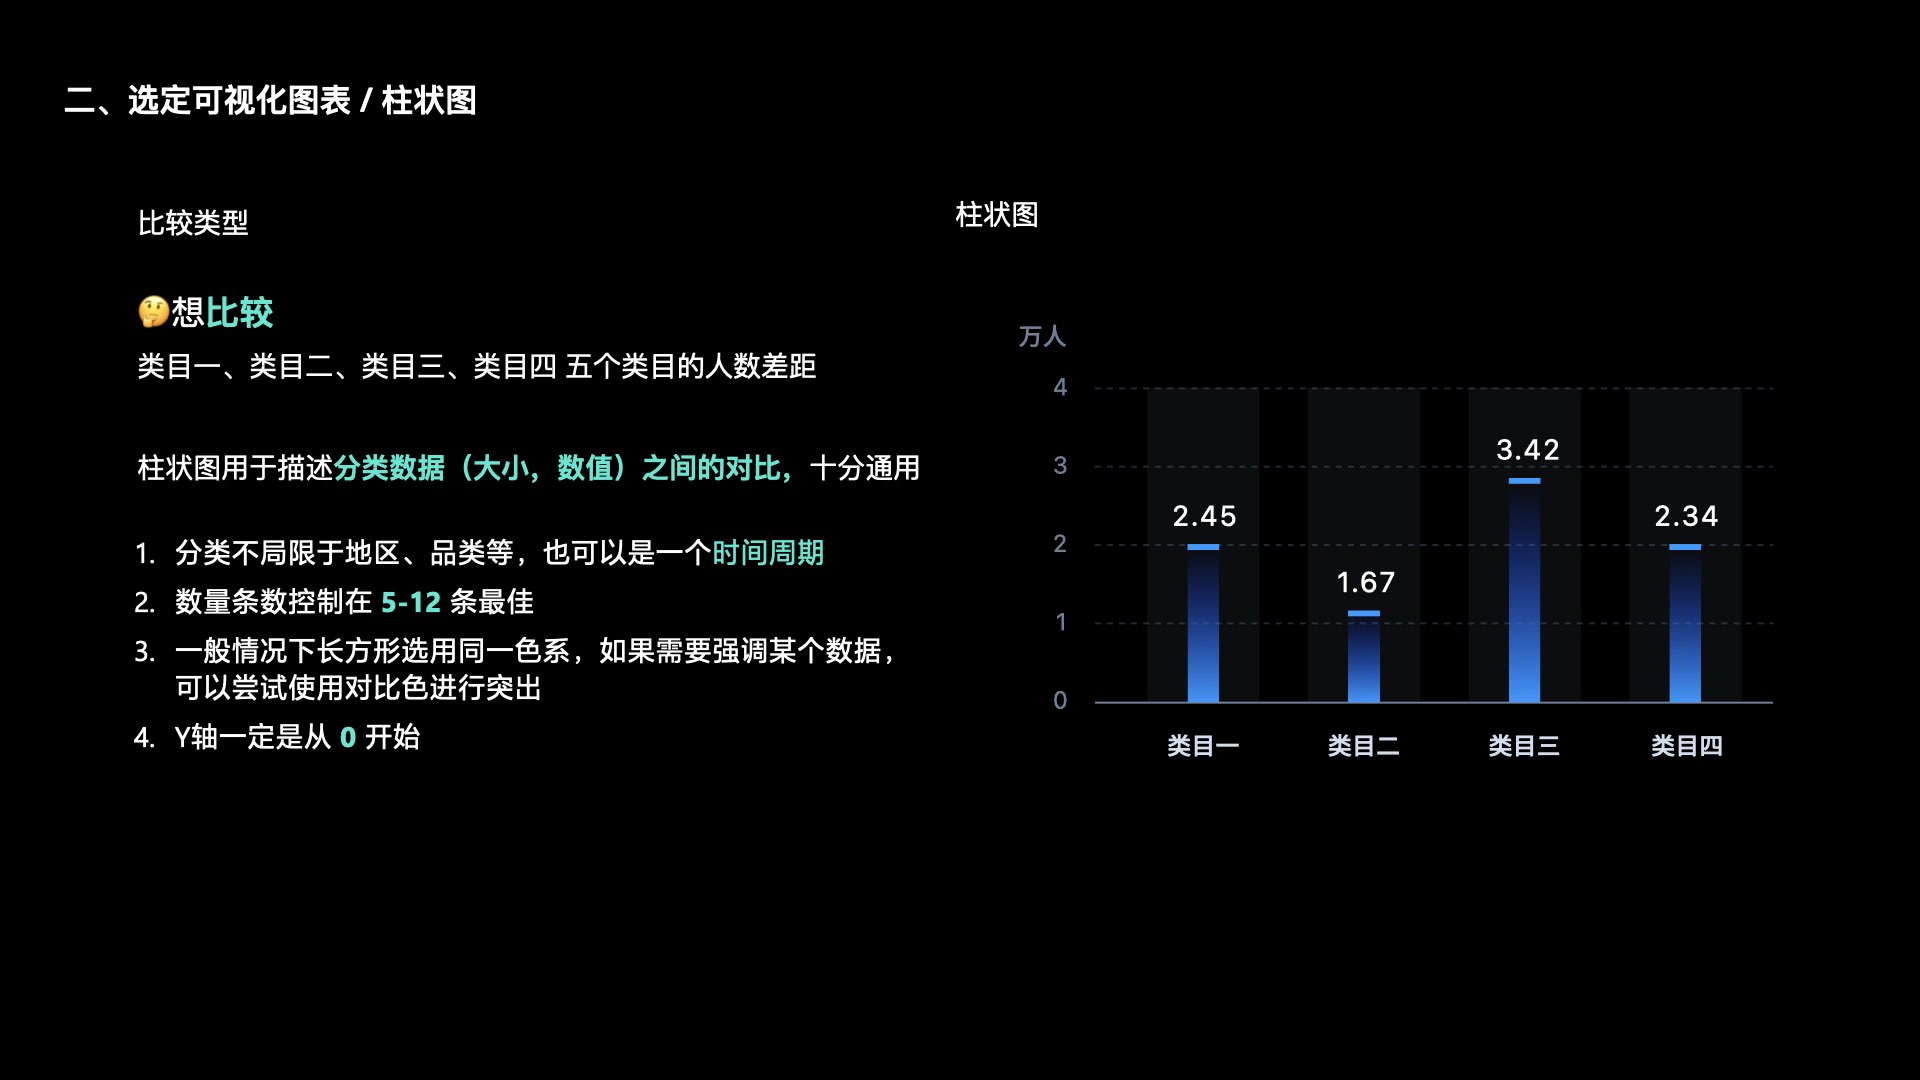 二、选定可视化图表 / 柱状图
比较类型
🤔想比较
类目一、类目二、类目三、类目四 五个类目的人数差距
柱状图用于描述分类数据（大小，数值）之间的对比，十分通用
1. 分类不局限于地区、品类等，也可以是一个时间周期
2. 数量条数控制在 5-12 条最佳
3. 一般情况下长方形选用同一色系，如果需要强调某个数据，
可以尝试使用对比色进行突出
4. Y轴一定是从 0 开始
柱状图
万人
4
3
2
1
0
2.45
1.67
3.42
2.34
类目一
类目二
类目三
类目四